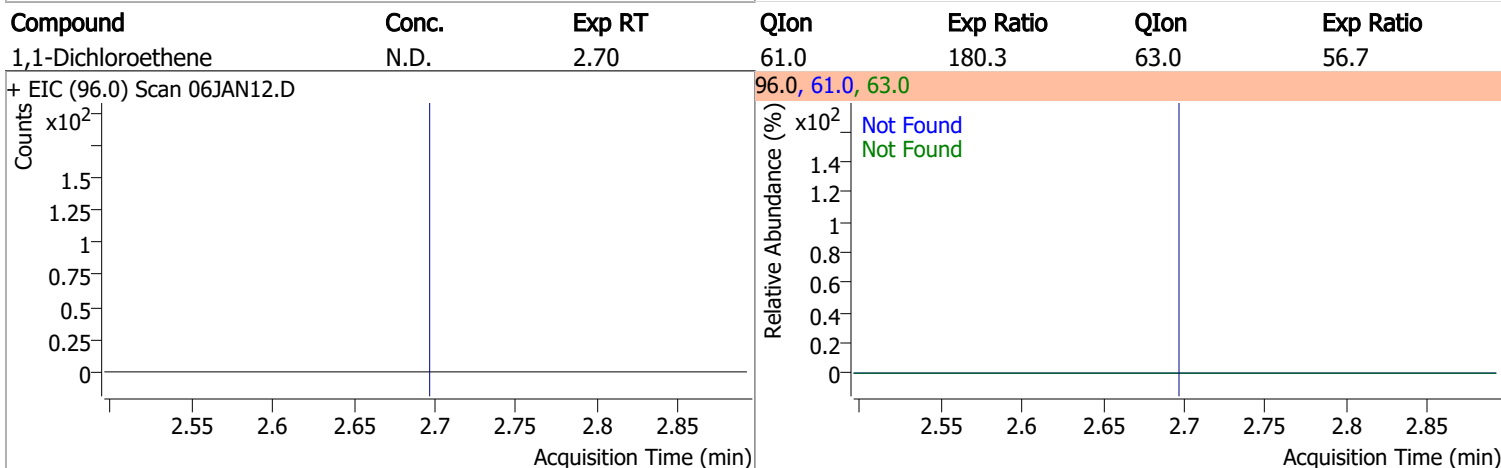 Compound Conc. Exp RT QIon Exp Ratio QIon Exp Ratio
1,1-Dichloroethene N.D. 2.70 61.0 180.3 63.0 56.7
+ EIC (96.0) Scan 06JAN12.D
Counts
x10²
1.5
1.25
1
0.75
0.5
0.25
0
2.55 2.6 2.65 2.7 2.75 2.8 2.85
Acquisition Time (min)
96.0, 61.0, 63.0
Relative Abundance (%)
x10²
Not Found
Not Found
1.4
1.2
1
0.8
0.6
0.4
0.2
0
2.55 2.6 2.65 2.7 2.75 2.8 2.85
Acquisition Time (min)